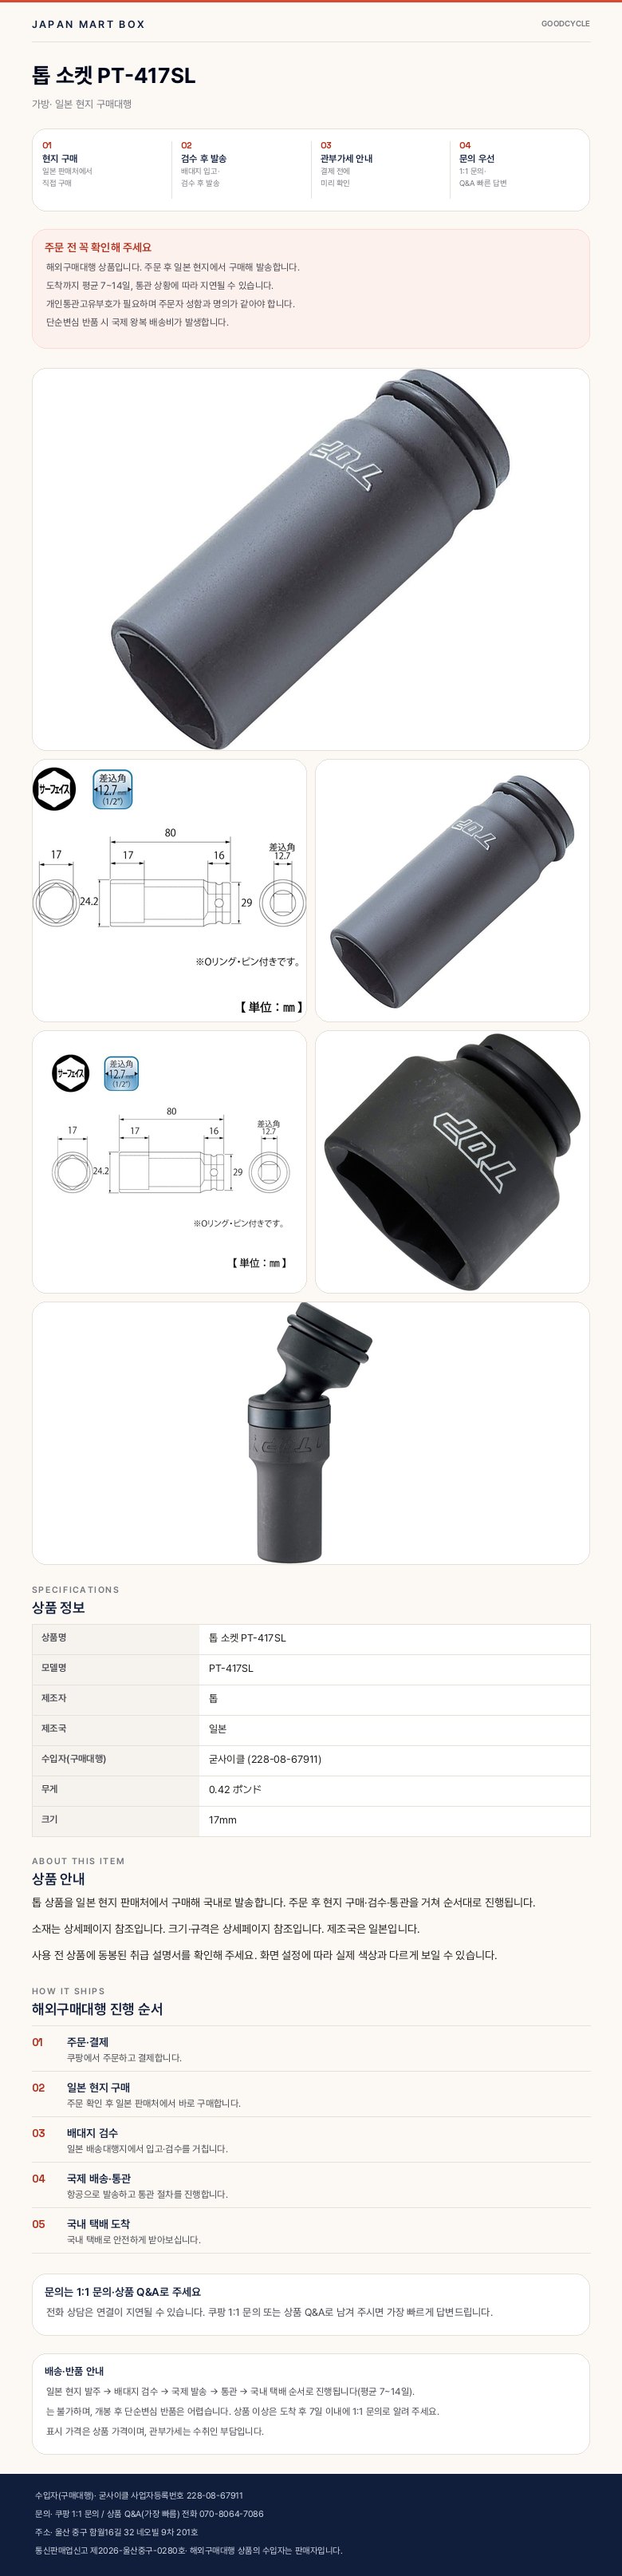 JAPAN MART BOX
GOODCYCLE
톱 소켓 PT-417SL
가방· 일본 현지 구매대행
01
현지 구매
일본 판매처에서
직접 구매
02
검수 후 발송
배대지 입고·
검수 후 발송
03
관부가세 안내
결제 전에
미리 확인
04
문의 우선
1:1 문의·
Q&A 빠른 답변
주문 전 꼭 확인해 주세요
해외구매대행 상품입니다. 주문 후 일본 현지에서 구매해 발송합니다.
도착까지 평균 7~14일, 통관 상황에 따라 지연될 수 있습니다.
개인통관고유부호가 필요하며 주문자 성함과 명의가 같아야 합니다.
단순변심 반품 시 국제 왕복 배송비가 발생합니다.
TOP
サーフェイス
差込角
12.7mm
(1/2")
80
17
17
16
差込角
12.7
24.2
29
※Oリング・ピン付きです。
【 単位：㎜ 】
TOP
サーフェイス
差込角
12.7mm
(1/2")
80
17
17
16
差込角
12.7
24.2
29
※Oリング・ピン付きです。
【 単位：㎜ 】
TOP
TOP
SPECIFICATIONS
상품 정보
상품명 톱 소켓 PT-417SL
모델명 PT-417SL
제조자 톱
제조국 일본
수입자(구매대행) 굳사이클 (228-08-67911)
무게 0.42 ポンド
크기 17mm
ABOUT THIS ITEM
상품 안내
톱 상품을 일본 현지 판매처에서 구매해 국내로 발송합니다. 주문 후 현지 구매·검수·통관을 거쳐 순서대로 진행됩니다.
소재는 상세페이지 참조입니다. 크기·규격은 상세페이지 참조입니다. 제조국은 일본입니다.
사용 전 상품에 동봉된 취급 설명서를 확인해 주세요. 화면 설정에 따라 실제 색상과 다르게 보일 수 있습니다.
HOW IT SHIPS
해외구매대행 진행 순서
01 주문·결제
쿠팡에서 주문하고 결제합니다.
02 일본 현지 구매
주문 확인 후 일본 판매처에서 바로 구매합니다.
03 배대지 검수
일본 배송대행지에서 입고·검수를 거칩니다.
04 국제 배송·통관
항공으로 발송하고 통관 절차를 진행합니다.
05 국내 택배 도착
국내 택배로 안전하게 받아보십니다.
문의는 1:1 문의·상품 Q&A로 주세요
전화 상담은 연결이 지연될 수 있습니다. 쿠팡 1:1 문의 또는 상품 Q&A로 남겨 주시면 가장 빠르게 답변드립니다.
배송·반품 안내
일본 현지 발주 → 배대지 검수 → 국제 발송 → 통관 → 국내 택배 순서로 진행됩니다(평균 7~14일).
는 불가하며, 개봉 후 단순변심 반품은 어렵습니다. 상품 이상은 도착 후 7일 이내에 1:1 문의로 알려 주세요.
표시 가격은 상품 가격이며, 관부가세는 수취인 부담입니다.
수입자(구매대행)· 굳사이클 사업자등록번호 228-08-67911
문의· 쿠팡 1:1 문의 / 상품 Q&A(가장 빠름) 전화 070-8064-7086
주소· 울산 중구 함월16길 32 네오빌 9차 201호
통신판매업신고 제2026-울산중구-0280호· 해외구매대행 상품의 수입자는 판매자입니다.